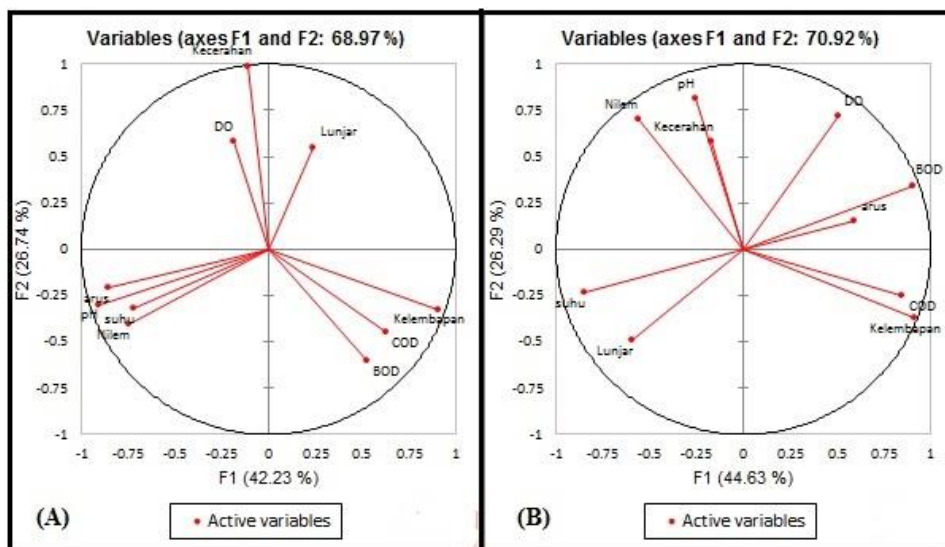 Variables (axes F1 and F2: 68.97 %)
Kecerahan
1
0.75
DO
Lunjar
0.5
0.25
F2 (26.74 %)
0
-0.25
arus
pH
suhu
Nilem
Kelembapan
COD
-0.5
BOD
-0.75
-1
-1 -0.75 -0.5 -0.25 0 0.25 0.5 0.75 1
F1 (42.23 %)
(A)
Active variables
Variables (axes F1 and F2: 70.92 %)
1
pH
DO
0.75
Nilem
Kecerahan
0.5
BOD
0.25
arus
F2 (26.29 %)
0
-0.25
suhu
COD
Kelembapan
-0.5
Lunjar
-0.75
-1
-1 -0.75 -0.5 -0.25 0 0.25 0.5 0.75 1
F1 (44.63 %)
(B)
Active variables